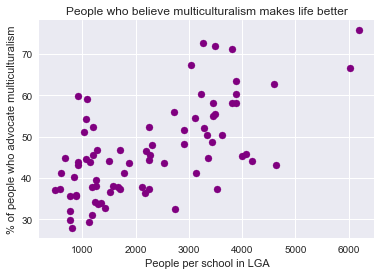 People who believe multiculturalism makes life better
% of people who advocate multiculturalism
70
60
50
40
30
1000 2000 3000 4000 5000 6000
People per school in LGA